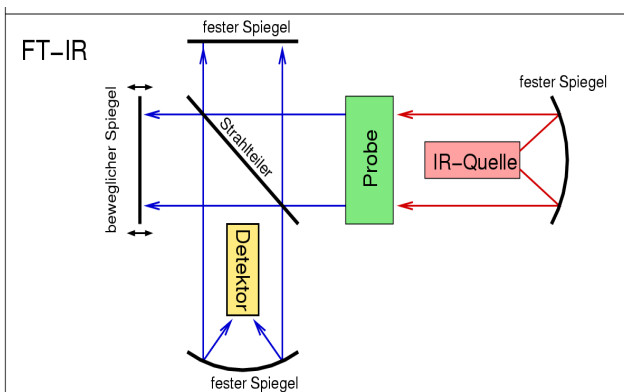 fester Spiegel
FT-IR
fester Spiegel
beweglicher Spiegel
Strahlteiler
Probe
IR-Quelle
Detektor
fester Spiegel